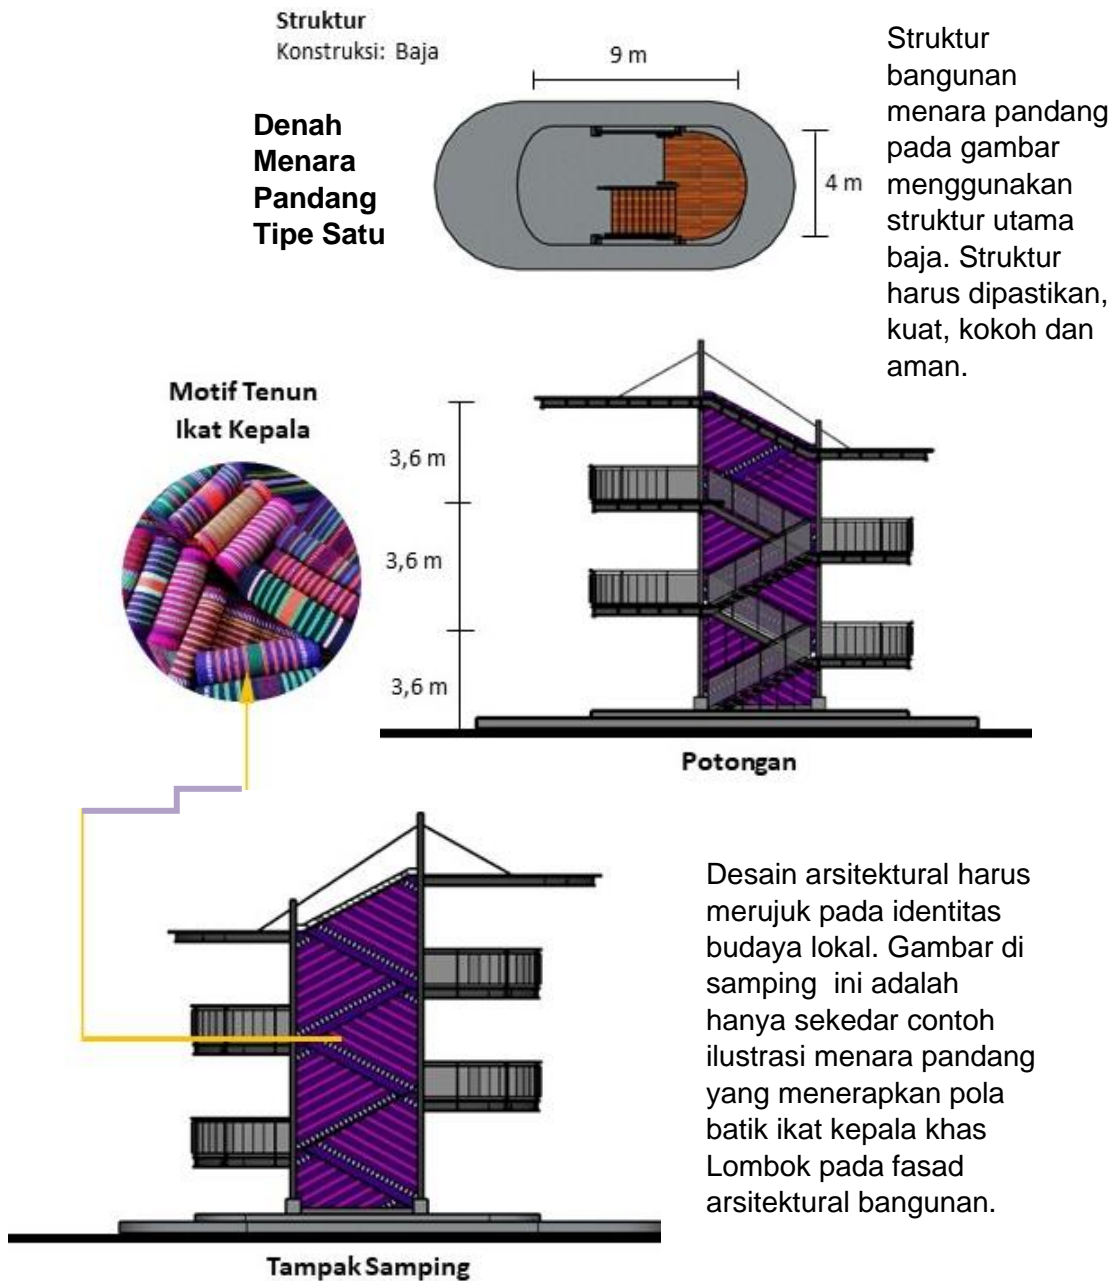 Struktur
Konstruksi: Baja
9 m
Denah
Menara
Pandang
Tipe Satu
4 m
Struktur
bangunan
menara pandang
pada gambar
menggunakan
struktur utama
baja. Struktur
harus dipastikan,
kuat, kokoh dan
aman.
Motif Tenun
Ikat Kepala
3,6 m
3,6 m
3,6 m
Potongan
Desain arsitektural harus
merujuk pada identitas
budaya lokal. Gambar di
samping ini adalah
hanya sekedar contoh
ilustrasi menara pandang
yang menerapkan pola
batik ikat kepala khas
Lombok pada fasad
arsitektural bangunan.
Tampak Samping